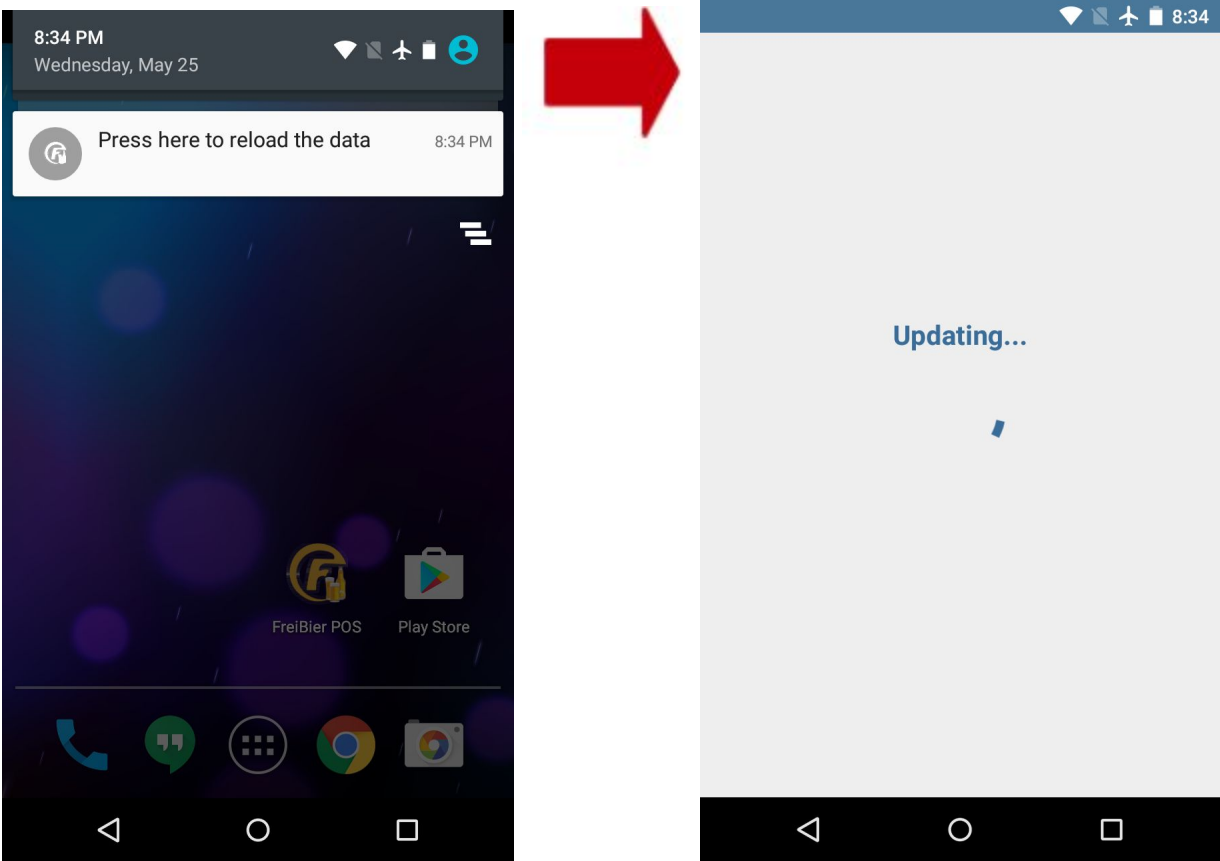 8:34 PM
Wednesday, May 25
Press here to reload the data
8:34 PM
FreiBier POS
Play Store
8:34
Updating...